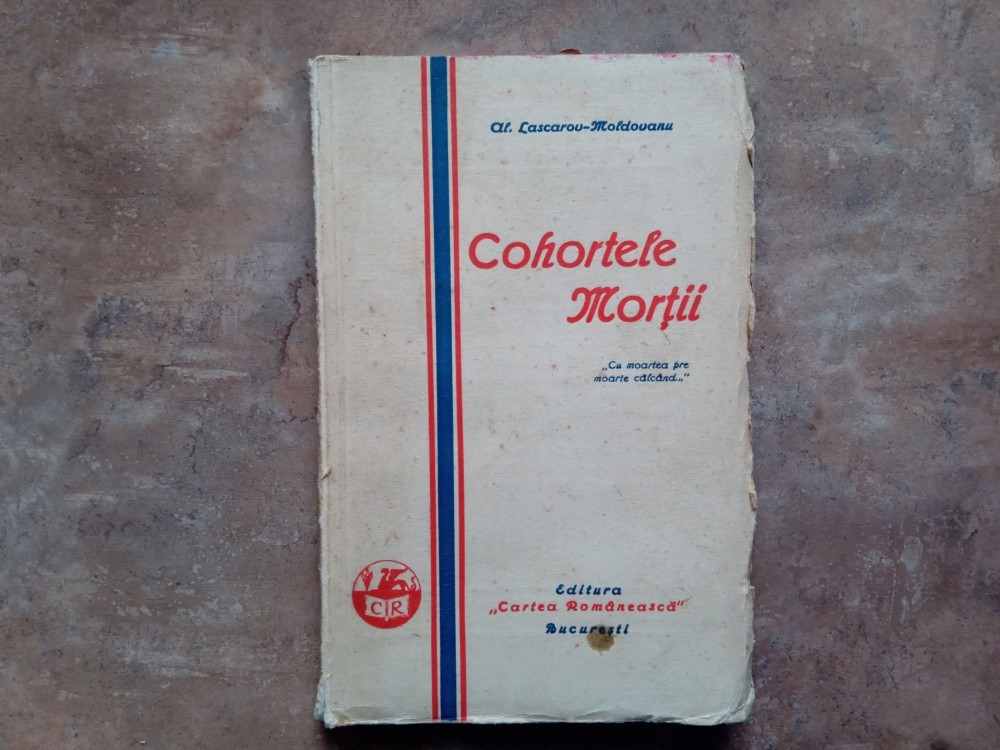 Al. Lascarov-Moldovanu
Cohortele
Morții
„Cu moartea pre
moarte călcând..."
CR
Editura
„Cartea Românească"
București